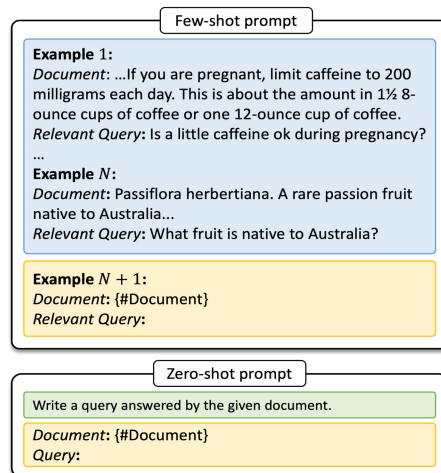 Few-shot prompt
Example 1:
Document: ...If you are pregnant, limit caffeine to 200
milligrams each day. This is about the amount in 1½ 8-
ounce cups of coffee or one 12-ounce cup of coffee.
Relevant Query: Is a little caffeine ok during pregnancy?
...
Example N:
Document: Passiflora herbertiana. A rare passion fruit
native to Australia...
Relevant Query: What fruit is native to Australia?
Example N + 1:
Document: {#Document}
Relevant Query:
Zero-shot prompt
Write a query answered by the given document.
Document: {#Document}
Query: